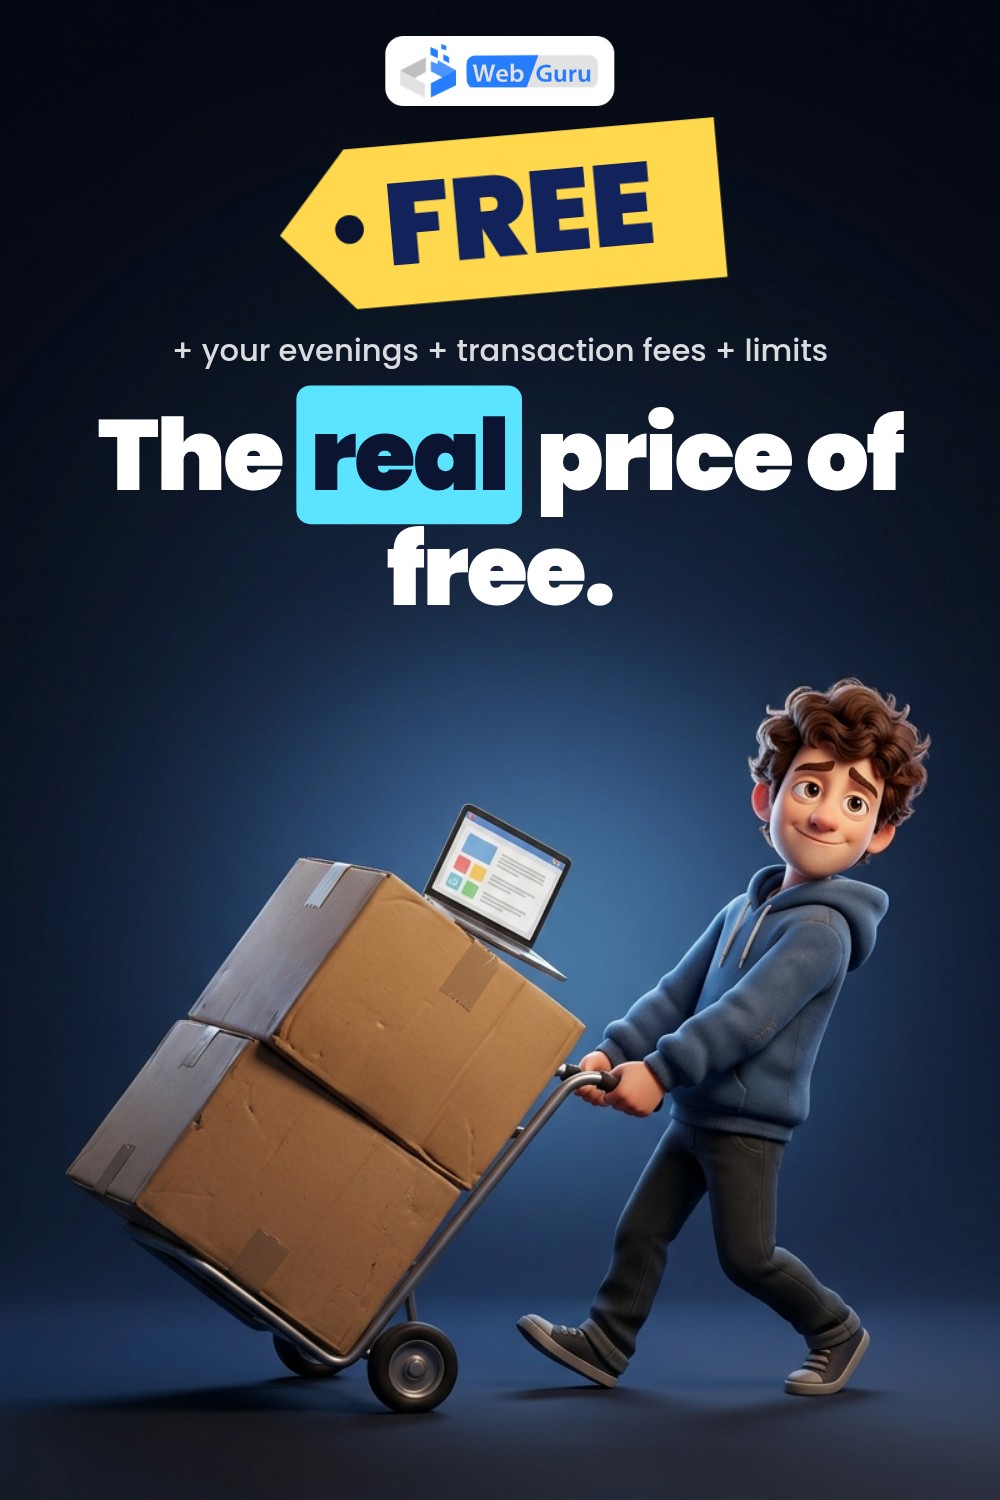 Web Guru
FREE
+ your evenings + transaction fees + limits
The real price of
free.